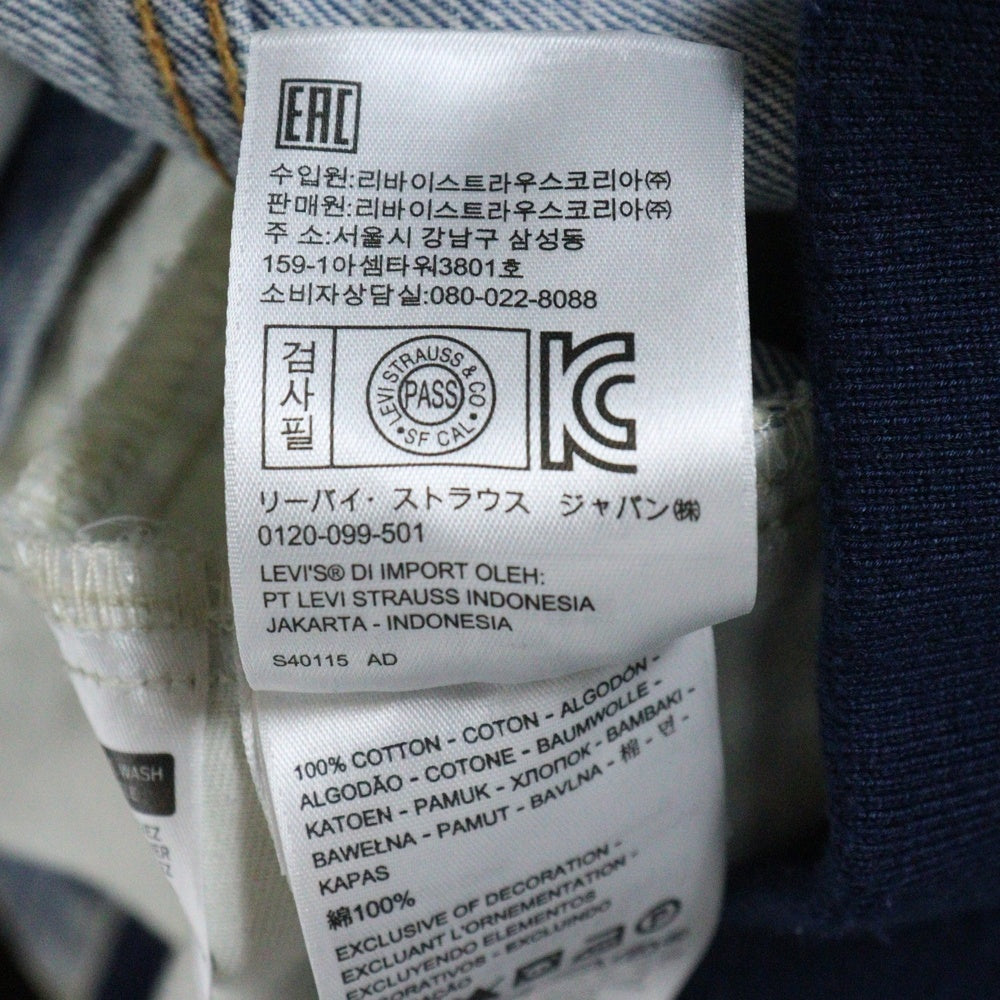 EAC
수입원:리바이스트라우스코리아㈜
판매원:리바이스트라우스코리아㈜
주 소:서울시 강남구 삼성동
159-1아셈타워3801호
소비자상담실:080-022-8088
검사필
LEVI STRAUSS & CO
PASS
SF CAL
KC
リーバイ・ストラウス ジャパン㈱
0120-099-501
LEVI'S® DI IMPORT OLEH:
PT LEVI STRAUSS INDONESIA
JAKARTA - INDONESIA
S40115 AD
100% COTTON - COTON - ALGODÓN -
ALGODÃO - COTONE - BAUMWOLLE -
KATOEN - PAMUK - ХЛОПОК - BAMBAKI -
BAWEŁNA - PAMUT - BAVLNA - 棉 - 면 -
KAPAS
綿100%
EXCLUSIVE OF DECORATION -
EXCLUANT L'ORNEMENTATION -
EXCLUYENDO ELEMENTOS
DECORATIVOS - EXCLUINDO
WASH
P